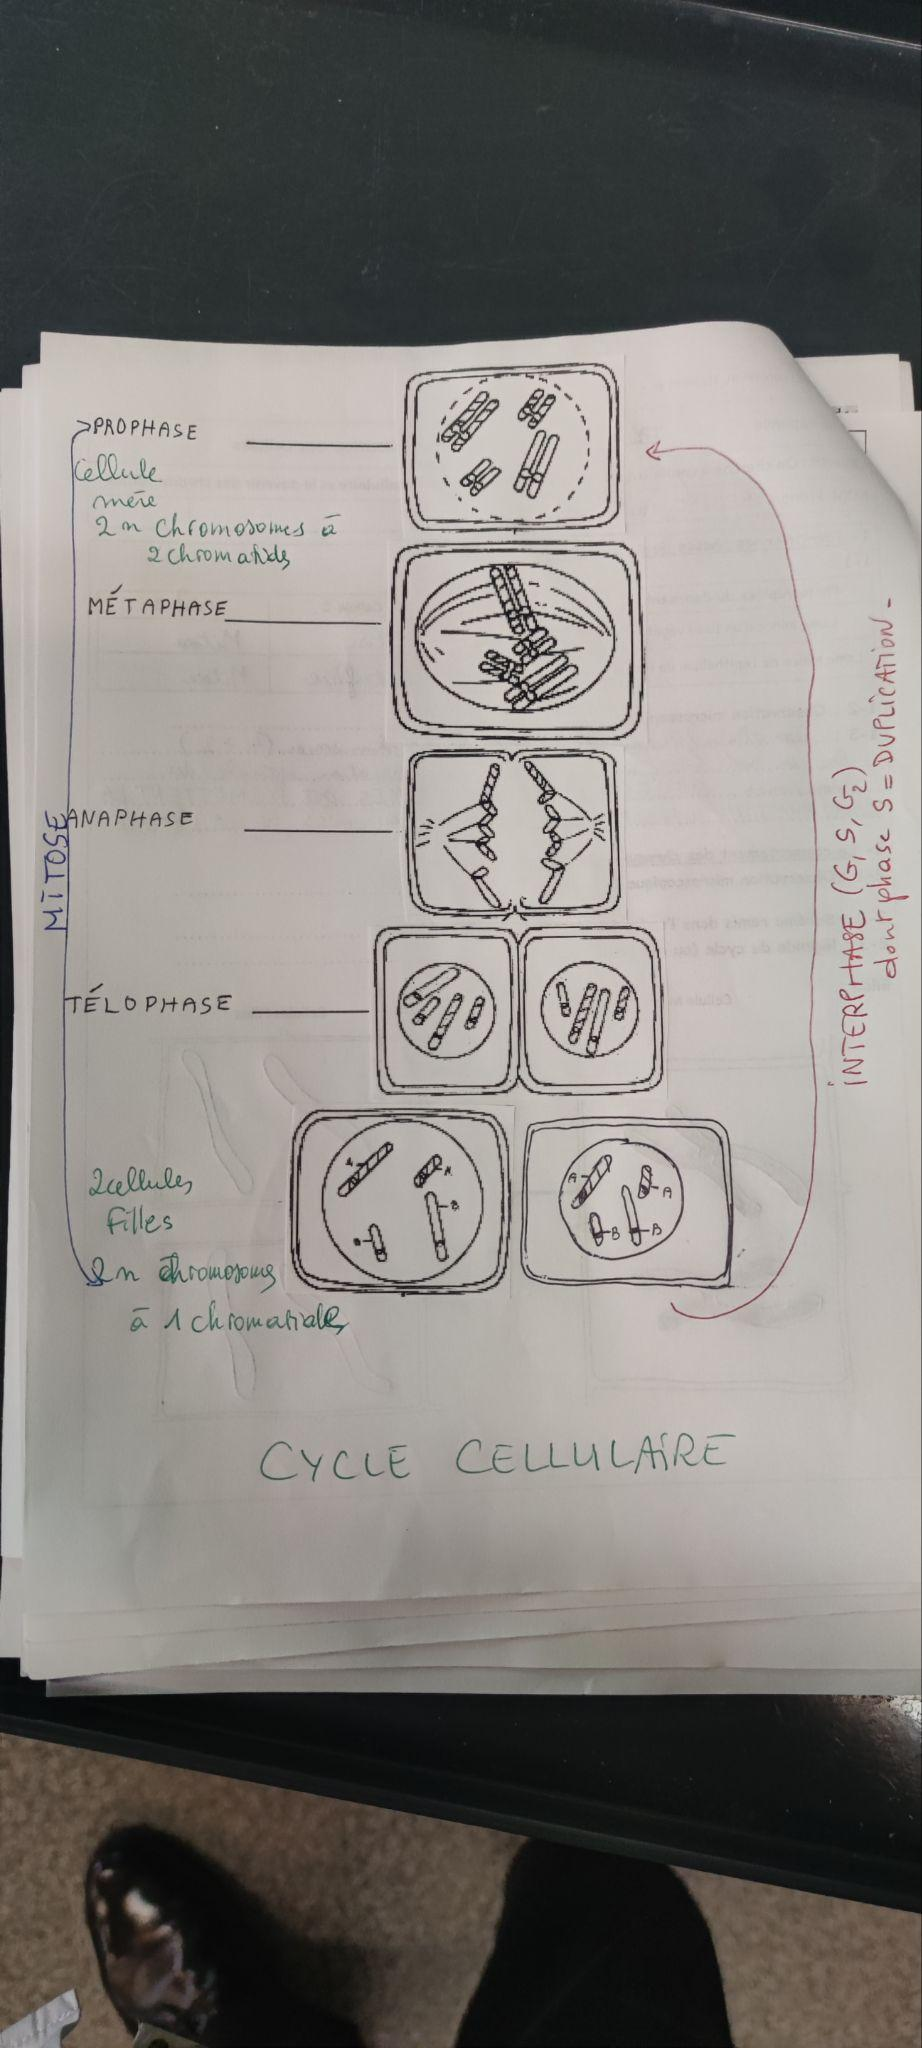 PROPHASE
Cellule
mère
2n chromosomes à
2 chromatides
MÉTAPHASE
ANAPHASE
MITOSE
TÉLOPHASE
INTERPHASE (G, S, G2)
dont phase S = DUPLICATION -
2 cellules
filles
2n chromosomes
à 1 chromatide
A
A
B
B
A
A
B
B
CYCLE CELLULAIRE